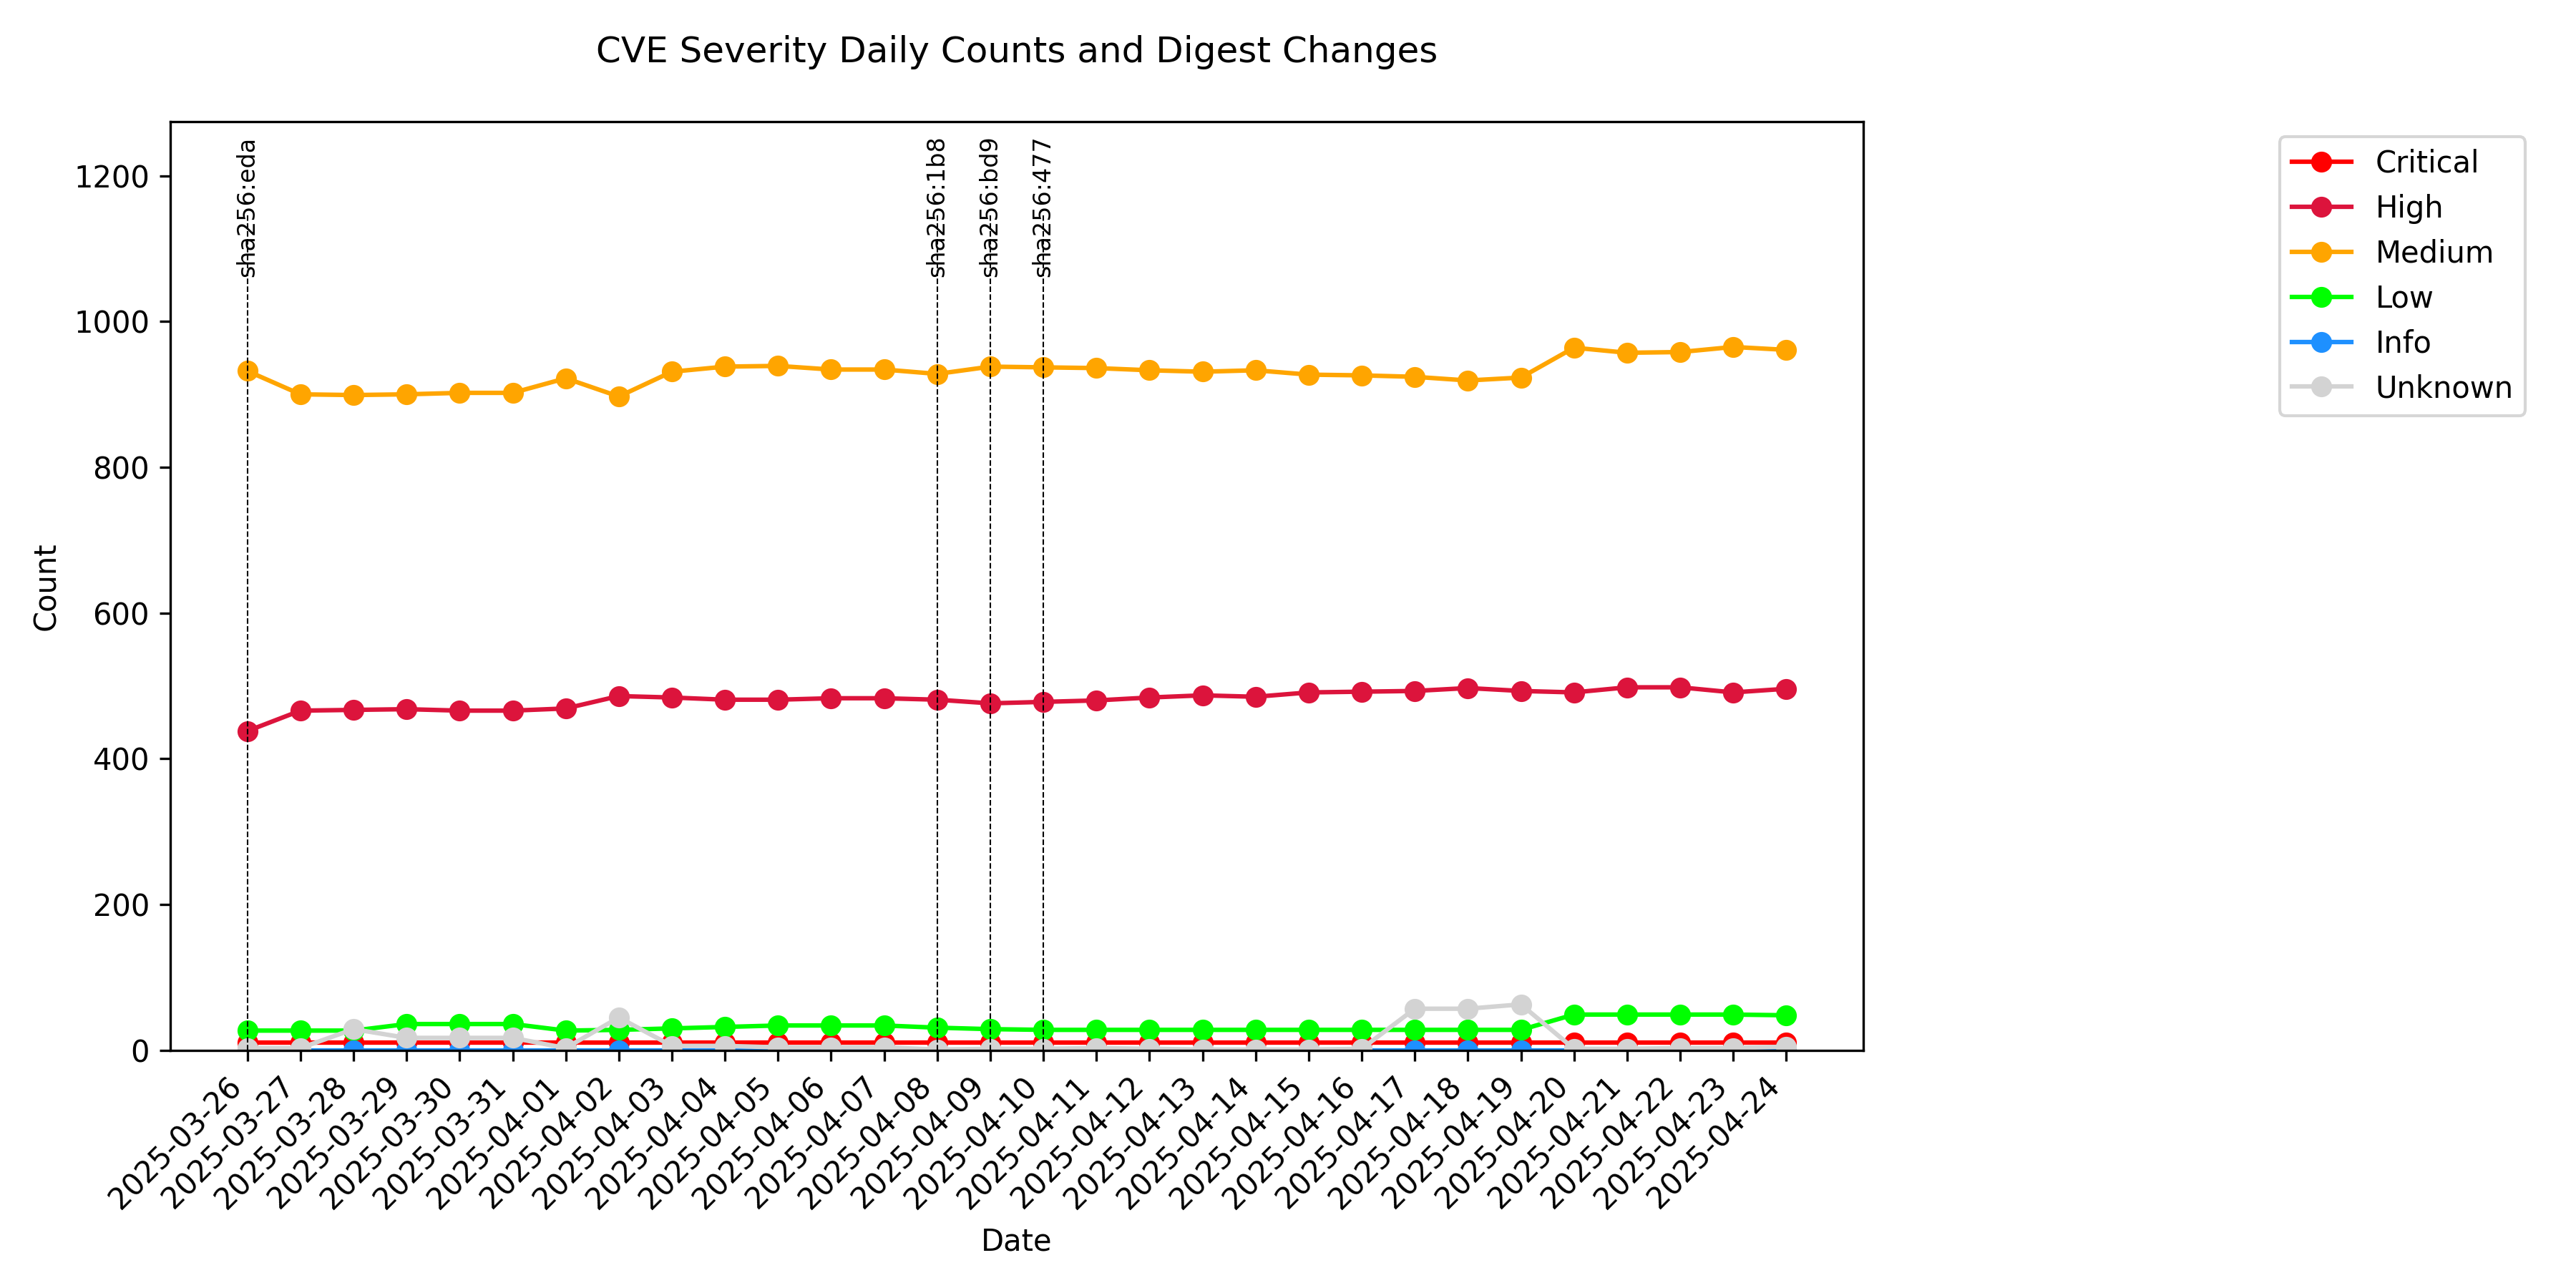 CVE Severity Daily Counts and Digest Changes
sha256:eda
sha256:1b8
sha256:bd9
sha256:477
1200
1000
800
600
400
200
0
Count
2025-03-26
2025-03-27
2025-03-28
2025-03-29
2025-03-30
2025-03-31
2025-04-01
2025-04-02
2025-04-03
2025-04-04
2025-04-05
2025-04-06
2025-04-07
2025-04-08
2025-04-09
2025-04-10
2025-04-11
2025-04-12
2025-04-13
2025-04-14
2025-04-15
2025-04-16
2025-04-17
2025-04-18
2025-04-19
2025-04-20
2025-04-21
2025-04-22
2025-04-23
2025-04-24
Date
Critical
High
Medium
Low
Info
Unknown